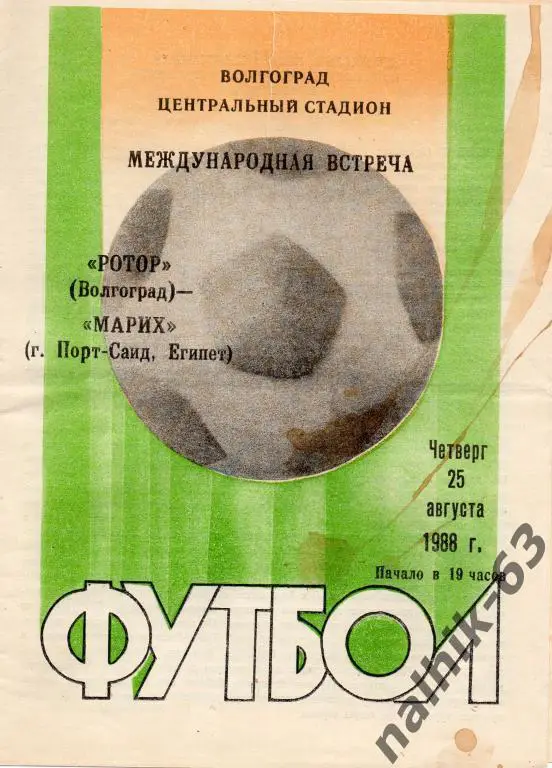 ВОЛГОГРАД
ЦЕНТРАЛЬНЫЙ СТАДИОН
МЕЖДУНАРОДНАЯ ВСТРЕЧА
«РОТОР»
(Волгоград)—
«МАРИХ»
(г. Порт-Саид, Египет)
Четверг
25
августа
1988 г.
Начало в 19 часов
ФУТБОЛ
nalhik-63